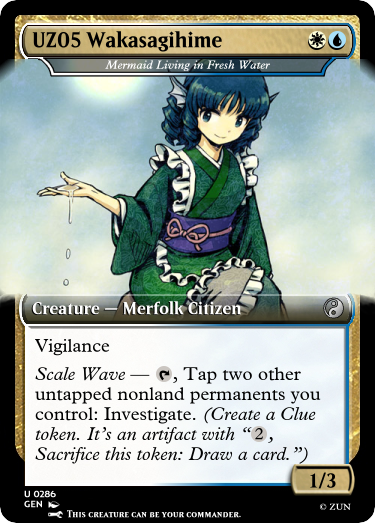 UZ05 Wakasagihime
Mermaid Living in Fresh Water
Creature — Merfolk Citizen
Vigilance
Scale Wave — , Tap two other
untapped nonland permanents you
control: Investigate. (Create a Clue
token. It's an artifact with “2,
Sacrifice this token: Draw a card.”)
1/3
U 0286
GEN
THIS CREATURE CAN BE YOUR COMMANDER.
© ZUN